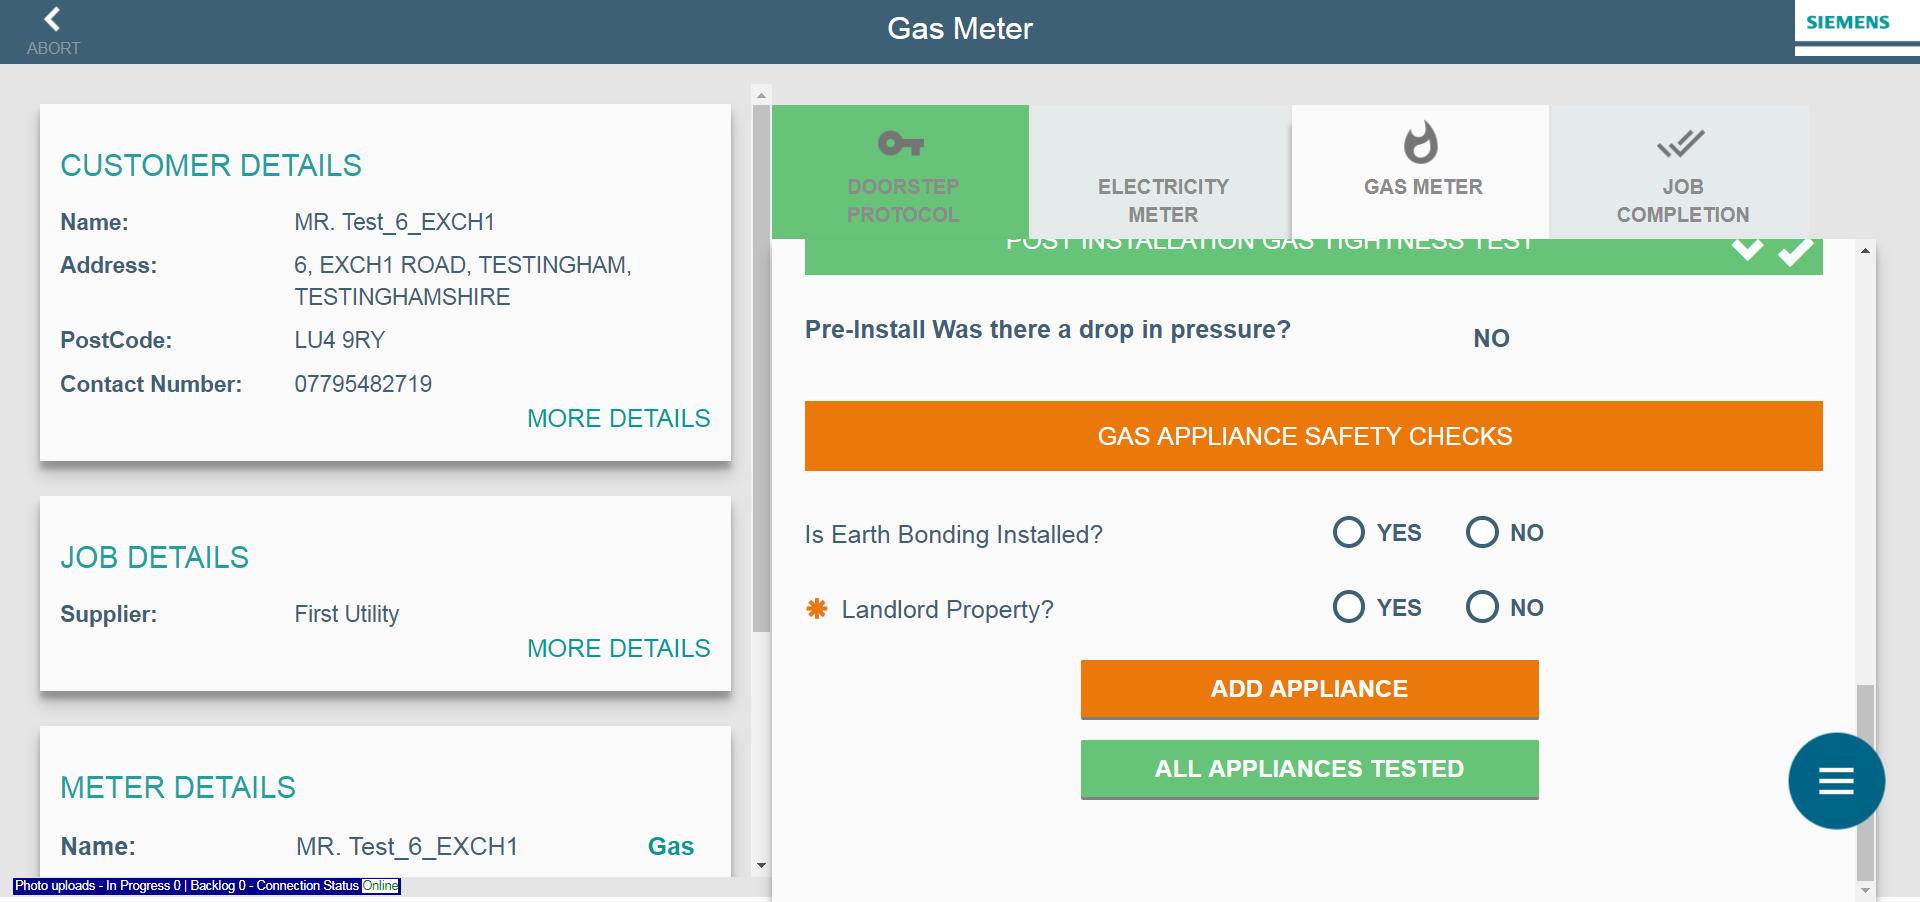 ABORT
Gas Meter
SIEMENS
CUSTOMER DETAILS
Name: MR. Test_6_EXCH1
Address: 6, EXCH1 ROAD, TESTINGHAM,
TESTINGHAMSHIRE
PostCode: LU4 9RY
Contact Number: 07795482719
MORE DETAILS
JOB DETAILS
Supplier: First Utility
MORE DETAILS
METER DETAILS
Name: MR. Test_6_EXCH1 Gas
Photo uploads - In Progress 0 | Backlog 0 - Connection Status Online
DOORSTEP
PROTOCOL
ELECTRICITY
METER
GAS METER
JOB
COMPLETION
POST INSTALLATION GAS TIGHTNESS TEST
Pre-Install Was there a drop in pressure? NO
GAS APPLIANCE SAFETY CHECKS
Is Earth Bonding Installed? YES NO
✱ Landlord Property? YES NO
ADD APPLIANCE
ALL APPLIANCES TESTED